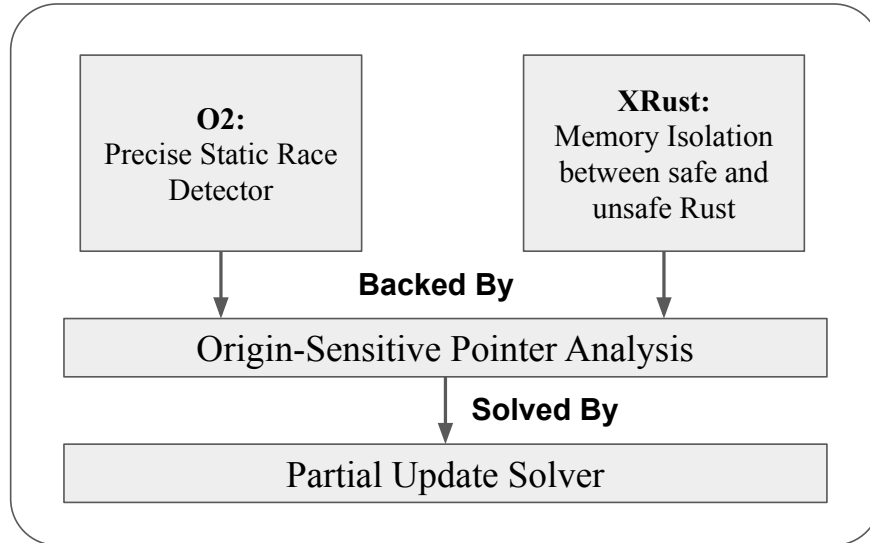 O2:
Precise Static Race
Detector
XRust:
Memory Isolation
between safe and
unsafe Rust
Backed By
Origin-Sensitive Pointer Analysis
Solved By
Partial Update Solver